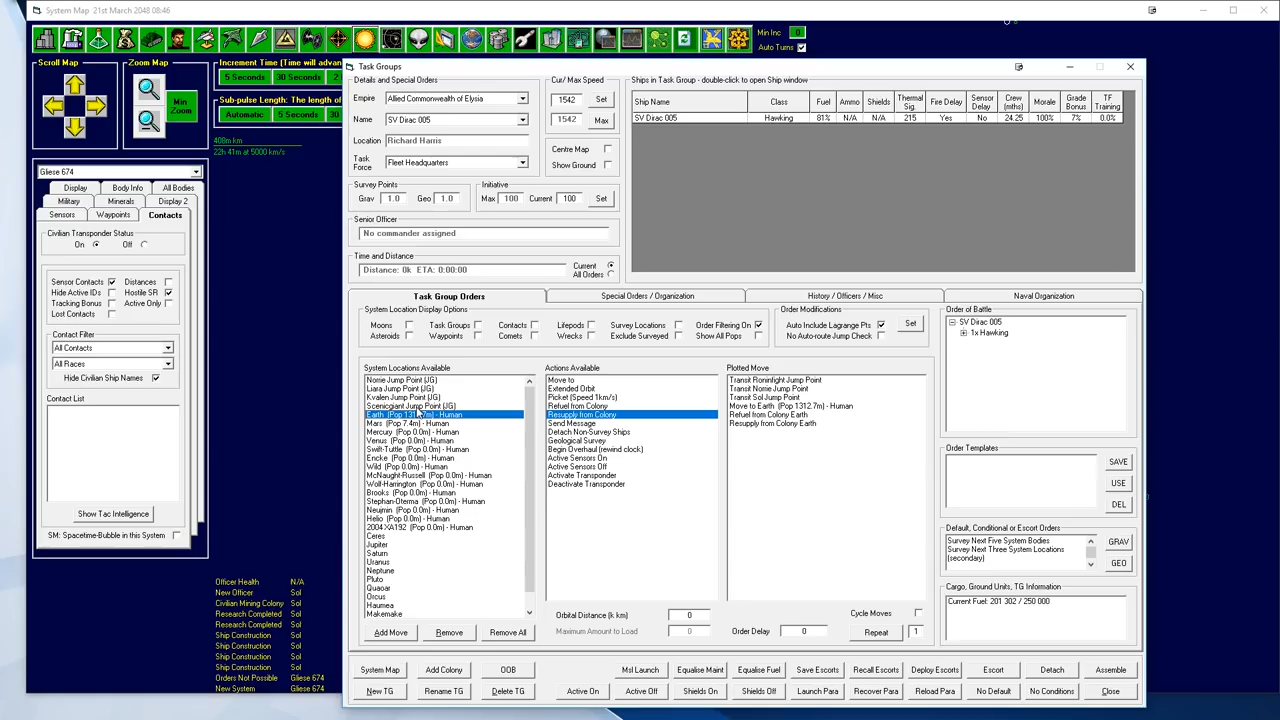 System Map   21st March 2048 08:46
Min Inc 0
Auto Turns
Scroll Map
Zoom Map
Min Zoom
Increment Time (Time will advan
5 Seconds 30 Seconds 2
Sub-pulse Length: The length of
Automatic 5 Seconds 30
408m km
22h 41m at 5000 km/s
Gliese 674
Display Body Info All Bodies
Military Minerals Display 2
Sensors Waypoints Contacts
Civilian Transponder Status
On Off
Sensor Contacts Distances
Hide Active IDs Hostile SR
Tracking Bonus Active Only
Lost Contacts
Contact Filter
All Contacts
All Races
Hide Civilian Ship Names
Contact List
Show Tac Intelligence
SM: Spacetime-Bubble in this System
Officer Health N/A
New Officer Sol
Civilian Mining Colony Sol
Research Completed Sol
Research Completed Sol
Ship Construction Sol
Ship Construction Sol
Ship Construction Sol
Ship Construction Sol
Orders Not Possible Gliese 674
New System Gliese 674
Task Groups
Details and Special Orders
Empire Allied Commonwealth of Elysia
Name SV Dirac 005
Location Richard Harris
Task Force Fleet Headquarters
Cur/ Max Speed
1542 Set
1542 Max
Centre Map
Show Ground
Survey Points
Grav 1.0 Geo 1.0
Initiative
Max 100 Current 100 Set
Senior Officer
No commander assigned
Time and Distance
Distance: 0k ETA: 0:00:00
Current
All Orders
Ships in Task Group - double-click to open Ship window
Ship Name Class Fuel Ammo Shields Thermal Sig. Fire Delay Sensor Delay Crew (mths) Morale Grade Bonus TF Training
SV Dirac 005 Hawking 81% N/A N/A 215 Yes No 24.25 100% 7% 0.0%
Task Group Orders Special Orders / Organization History / Officers / Misc Naval Organization
System Location Display Options
Moons Task Groups Contacts Lifepods Survey Locations Order Filtering On
Asteroids Waypoints Comets Wrecks Exclude Surveyed Show All Pops
Order Modifications
Auto Include Lagrange Pts Set
No Auto-route Jump Check
System Locations Available
Norrie Jump Point (JG)
Liara Jump Point (JG)
Kvalen Jump Point (JG)
Scenicgiant Jump Point (JG)
Mars (Pop 7.4m) - Human
Mercury (Pop 0.0m) - Human
Venus (Pop 0.0m) - Human
Swift-Tuttle (Pop 0.0m) - Human
Encke (Pop 0.0m) - Human
Wild (Pop 0.0m) - Human
McNaught-Russell (Pop 0.0m) - Human
Wolf-Harrington (Pop 0.0m) - Human
Brooks (Pop 0.0m) - Human
Stephan-Oterma (Pop 0.0m) - Human
Neujmin (Pop 0.0m) - Human
Helio (Pop 0.0m) - Human
2004 XA192 (Pop 0.0m) - Human
Ceres
Jupiter
Saturn
Uranus
Neptune
Pluto
Quaoar
Orcus
Haumea
Makemake
Actions Available
Move to
Extended Orbit
Picket (Speed 1km/s)
Refuel from Colony
Resupply from Colony
Send Message
Detach Non-Survey Ships
Geological Survey
Begin Overhaul (rewind clock)
Active Sensors On
Active Sensors Off
Activate Transponder
Deactivate Transponder
Plotted Move
Transit Roninfight Jump Point
Transit Norrie Jump Point
Transit Sol Jump Point
Move to Earth (Pop 1312.7m) - Human
Refuel from Colony Earth
Resupply from Colony Earth
Orbital Distance (k km) 0
Maximum Amount to Load 0
Order Delay 0
Cycle Moves
Repeat 1
Add Move Remove Remove All
Order of Battle
SV Dirac 005
1x Hawking
Order Templates
SAVE
USE
DEL
Default, Conditional or Escort Orders
Survey Next Five System Bodies
Survey Next Three System Locations
(secondary)
GRAV
GEO
Cargo, Ground Units, TG Information
Current Fuel: 201 302 / 250 000
System Map Add Colony OOB Msl Launch Equalise Maint Equalise Fuel Save Escorts Recall Escorts Deploy Escorts Escort Detach Assemble
New TG Rename TG Delete TG Active On Active Off Shields On Shields Off Launch Para Recover Para Reload Para No Default No Conditions Close